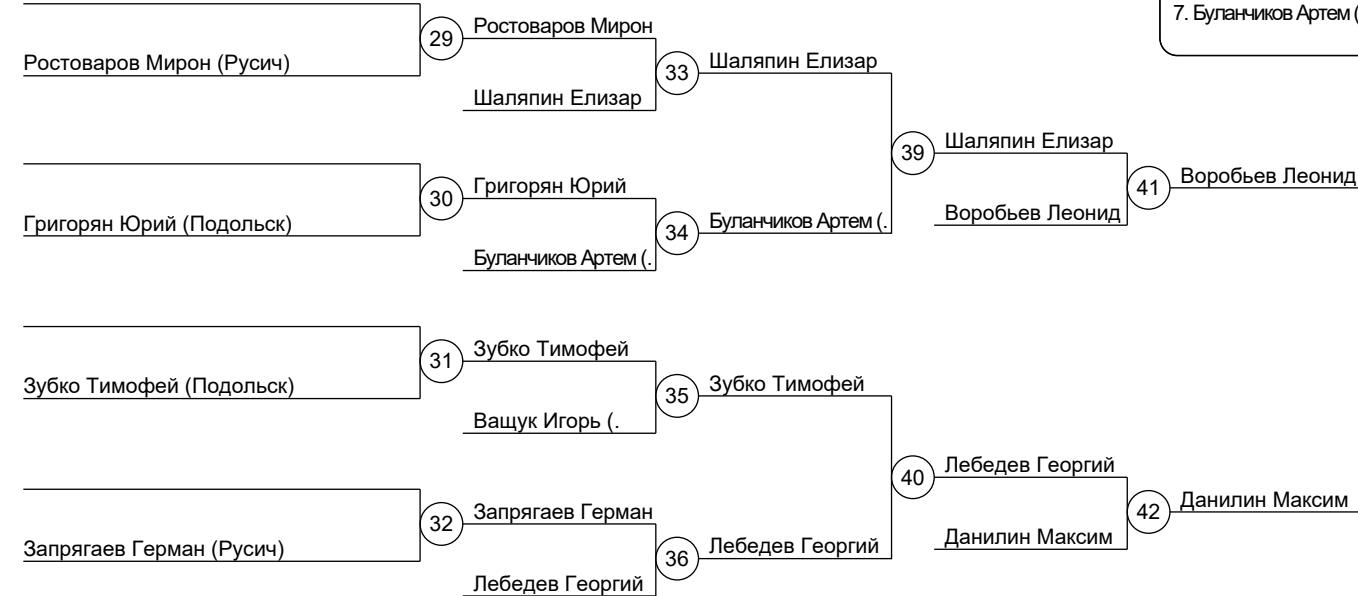 7. Буланчиков Артем (
29
Ростоваров Мирон
Ростоваров Мирон (Русич)
33
Шаляпин Елизар
Шаляпин Елизар
39
Шаляпин Елизар
30
Григорян Юрий
41
Воробьев Леонид
Григорян Юрий (Подольск)
34
Буланчиков Артем (.
Воробьев Леонид
Буланчиков Артем (.
31
Зубко Тимофей
Зубко Тимофей (Подольск)
35
Зубко Тимофей
Ващук Игорь (.
40
Лебедев Георгий
32
Запрягаев Герман
42
Данилин Максим
Запрягаев Герман (Русич)
36
Лебедев Георгий
Данилин Максим
Лебедев Георгий